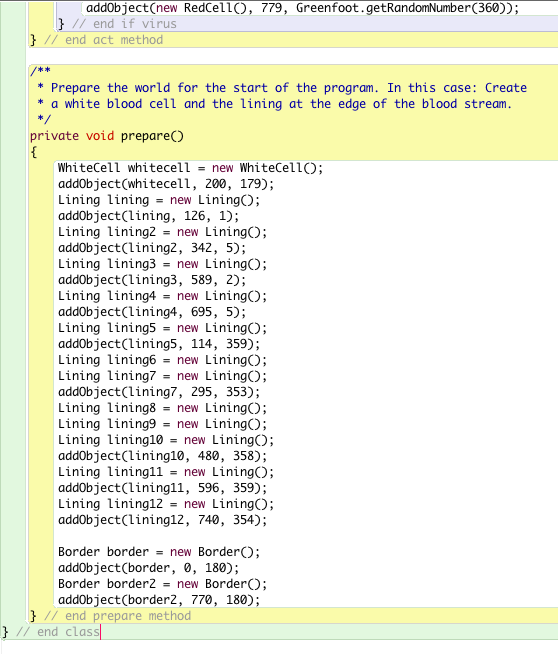 addObject(new RedCell(), 779, Greenfoot.getRandomNumber(360));
} // end if virus
} // end act method
/**
* Prepare the world for the start of the program. In this case: Create
* a white blood cell and the lining at the edge of the blood stream.
*/
private void prepare()
{
WhiteCell whitecell = new WhiteCell();
addObject(whitecell, 200, 179);
Lining lining = new Lining();
addObject(lining, 126, 1);
Lining lining2 = new Lining();
addObject(lining2, 342, 5);
Lining lining3 = new Lining();
addObject(lining3, 589, 2);
Lining lining4 = new Lining();
addObject(lining4, 695, 5);
Lining lining5 = new Lining();
addObject(lining5, 114, 359);
Lining lining6 = new Lining();
Lining lining7 = new Lining();
addObject(lining7, 295, 353);
Lining lining8 = new Lining();
Lining lining9 = new Lining();
Lining lining10 = new Lining();
addObject(lining10, 480, 358);
Lining lining11 = new Lining();
addObject(lining11, 596, 359);
Lining lining12 = new Lining();
addObject(lining12, 740, 354);
Border border = new Border();
addObject(border, 0, 180);
Border border2 = new Border();
addObject(border2, 770, 180);
} // end prepare method
} // end class